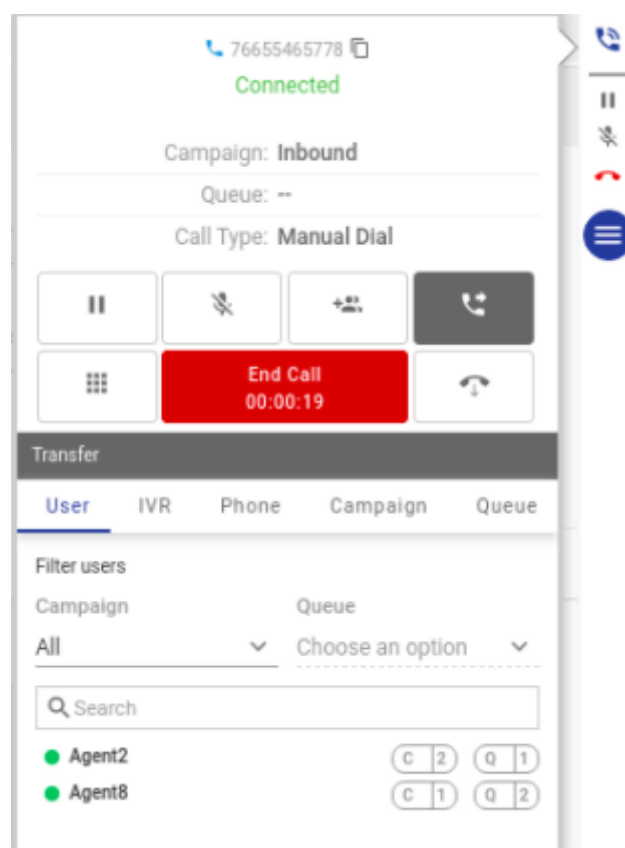 76655465778
Connected
Campaign: Inbound
Queue: --
Call Type: Manual Dial
End Call
00:00:19
Transfer
User IVR Phone Campaign Queue
Filter users
Campaign Queue
All Choose an option
Search
Agent2 C 2 Q 1
Agent8 C 1 Q 2